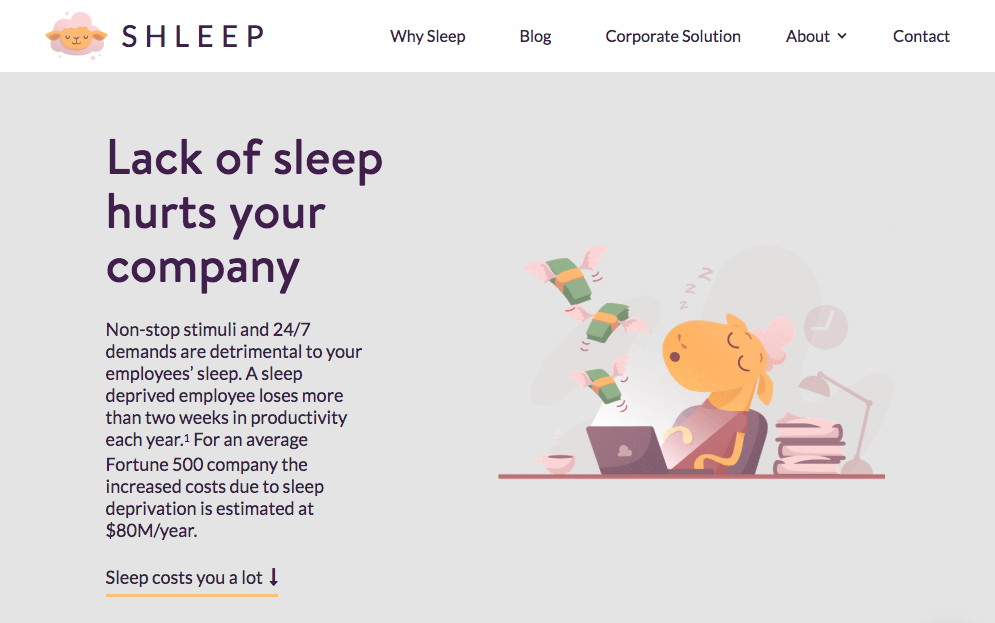 SHLEEP
Why Sleep
Blog
Corporate Solution
About
Contact
Lack of sleep
hurts your
company
Non-stop stimuli and 24/7
demands are detrimental to your
employees’ sleep. A sleep
deprived employee loses more
than two weeks in productivity
each year.¹ For an average
Fortune 500 company the
increased costs due to sleep
deprivation is estimated at
$80M/year.
Sleep costs you a lot
z
z
z